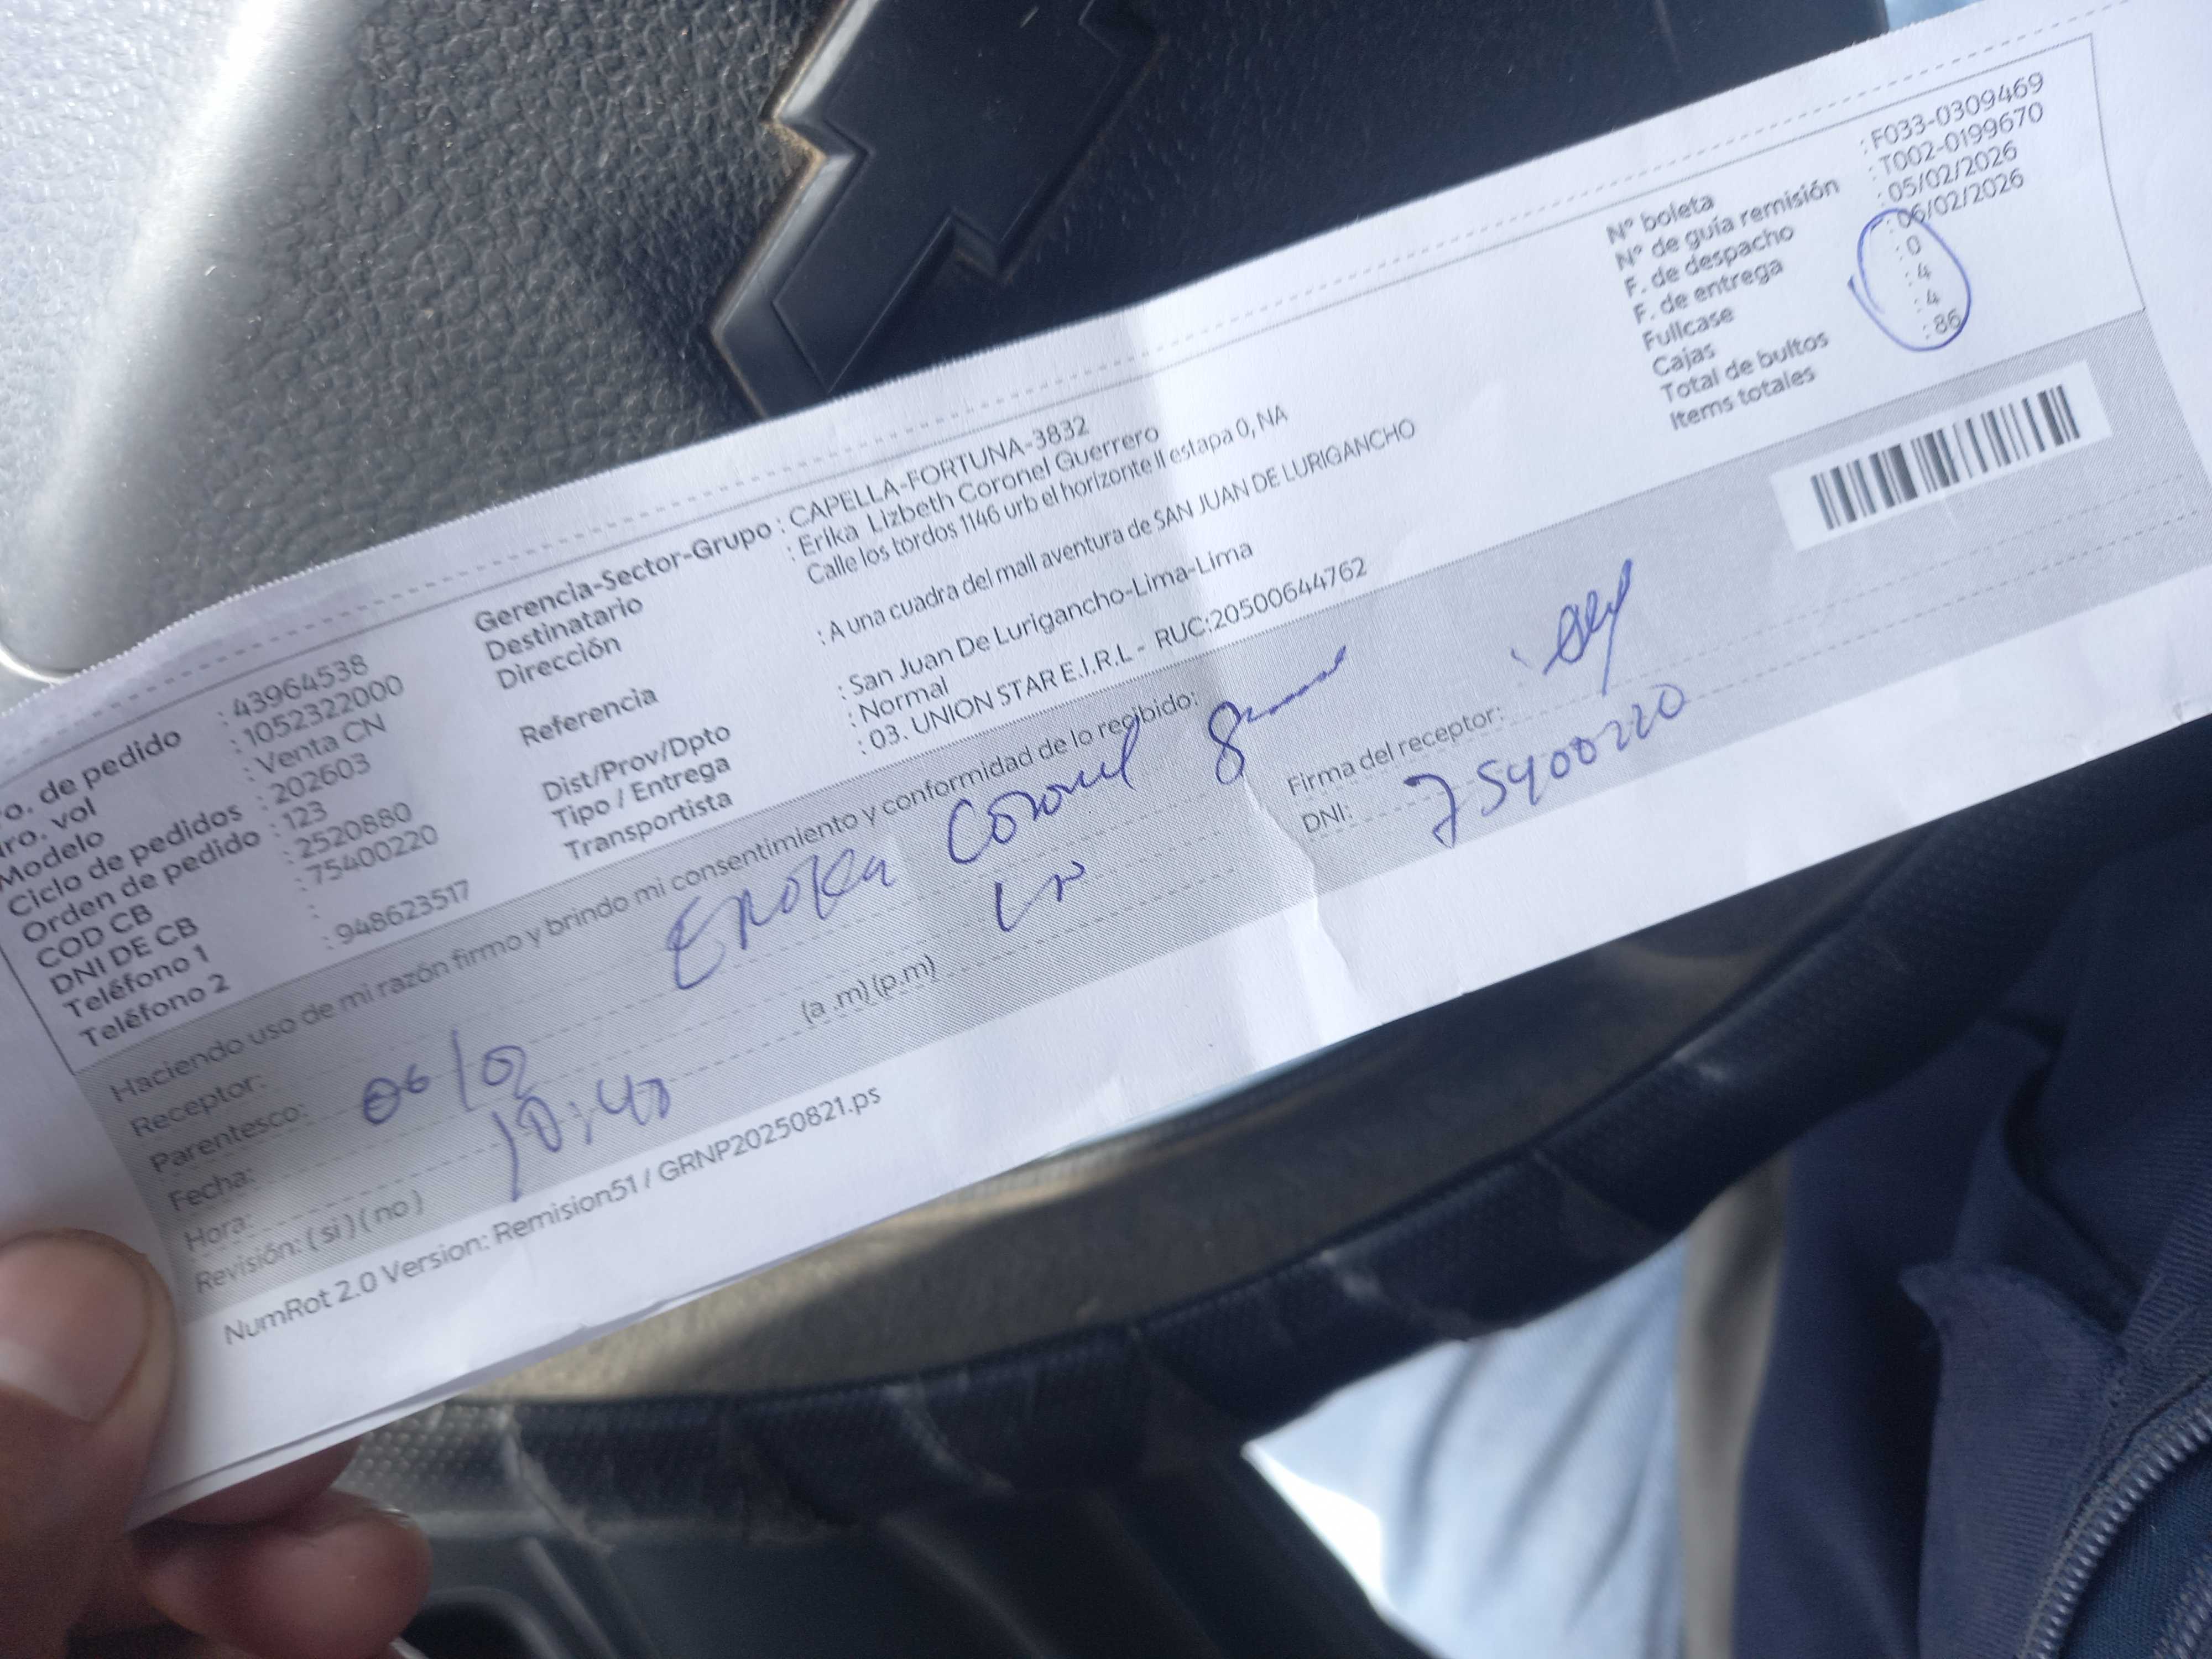 o. de pedido : 43964538
ro. vol : 1052322000
Modelo : Venta CN
Ciclo de pedidos : 202603
Orden de pedido : 123
COD CB : 2520880
DNI DE CB : 75400220
Teléfono 1 :
Teléfono 2 : 948623517
Gerencia-Sector-Grupo : CAPELLA-FORTUNA-3832
Destinatario : Erika Lizbeth Coronel Guerrero
Dirección Calle los tordos 1146 urb el horizonte II estapa 0, NA
Referencia : A una cuadra del mall aventura de SAN JUAN DE LURIGANCHO
Dist/Prov/Dpto : San Juan De Lurigancho-Lima-Lima
Tipo / Entrega : Normal
Transportista : 03. UNION STAR E.I.R.L - RUC:20500644762
N° boleta : F033-0309469
N° de guía remisión : T002-0199670
F. de despacho : 05/02/2026
F. de entrega : 06/02/2026
Fullcase : 0
Cajas : 4
Total de bultos : 4
Items totales : 86
Haciendo uso de mi razón firmo y brindo mi consentimiento y conformidad de lo recibido:
Receptor: Coronel
Parentesco:
Fecha: 06/02
Hora: 10:40 (a .m) (p.m)
Revisión: ( si ) ( no )
Firma del receptor:
DNI: 75400220
NumRot 2.0 Version: Remision51 / GRNP20250821.ps